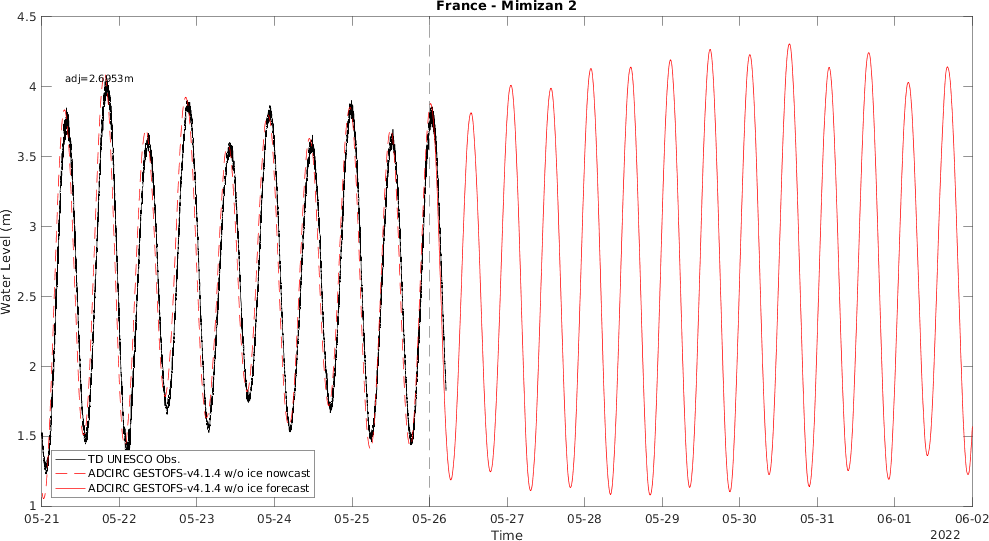 France - Mimizan 2
4.5
4
3.5
3
2.5
2
1.5
1
Water Level (m)
adj=2.6953m
TD UNESCO Obs.
ADCIRC GESTOFS-v4.1.4 w/o ice nowcast
ADCIRC GESTOFS-v4.1.4 w/o ice forecast
05-21 05-22 05-23 05-24 05-25 05-26 05-27 05-28 05-29 05-30 05-31 06-01 06-02
Time
2022